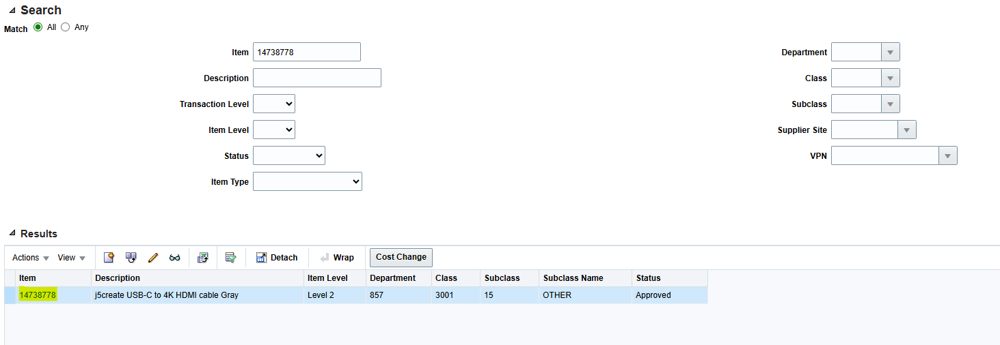 Search
Match All Any
Item 14738778 Department
Description Class
Transaction Level Subclass
Item Level Supplier Site
Status VPN
Item Type
Results
Actions View Detach Wrap Cost Change
Item Description Item Level Department Class Subclass Subclass Name Status
14738778 j5create USB-C to 4K HDMI cable Gray Level 2 857 3001 15 OTHER Approved